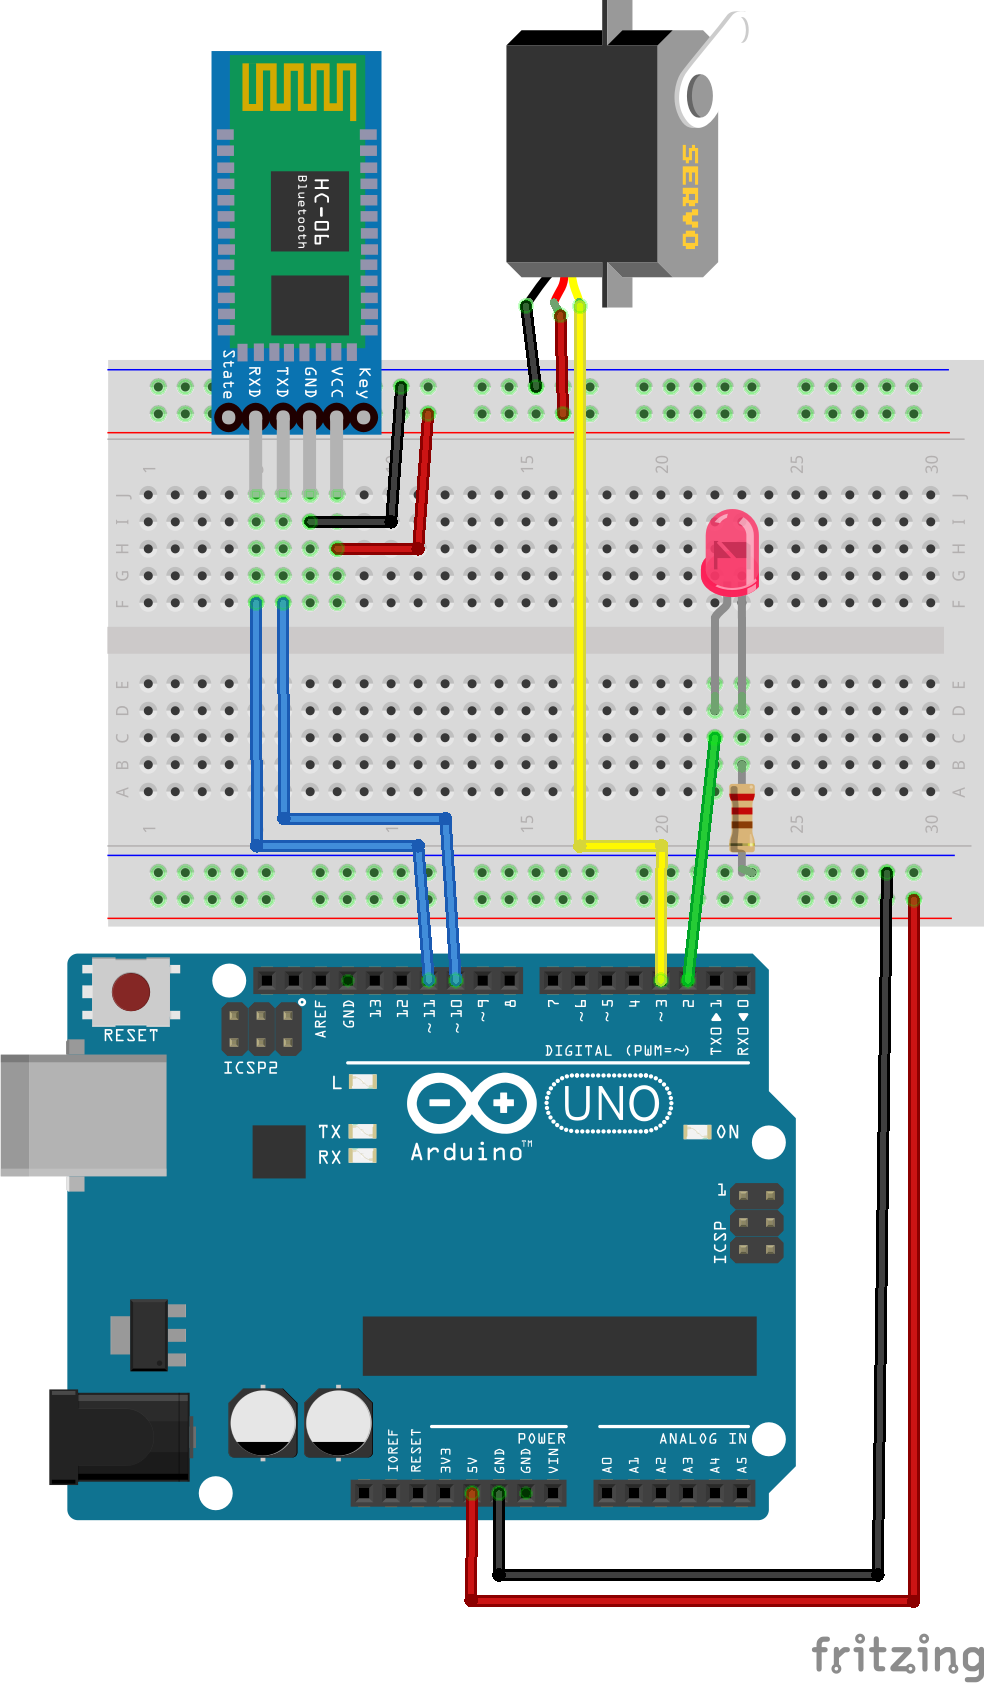 HC-06
Bluetooth
SERVO
State
RXD
TXD
GND
VCC
Key
1
15
20
25
30
J
I
H
G
F
J
I
H
G
F
E
D
C
B
A
E
D
C
B
A
1
15
20
25
30
RESET
ICSP2
AREF
GND
13
12
~11
~10
~9
8
7
~6
~5
4
~3
2
TX0▶1
RX0◀0
DIGITAL (PWM=~)
L
TX
RX
UNO
ON
Arduino™
1
ICSP
IOREF
RESET
3V3
5V
GND
GND
VIN
POWER
ANALOG IN
A0
A1
A2
A3
A4
A5
fritzing